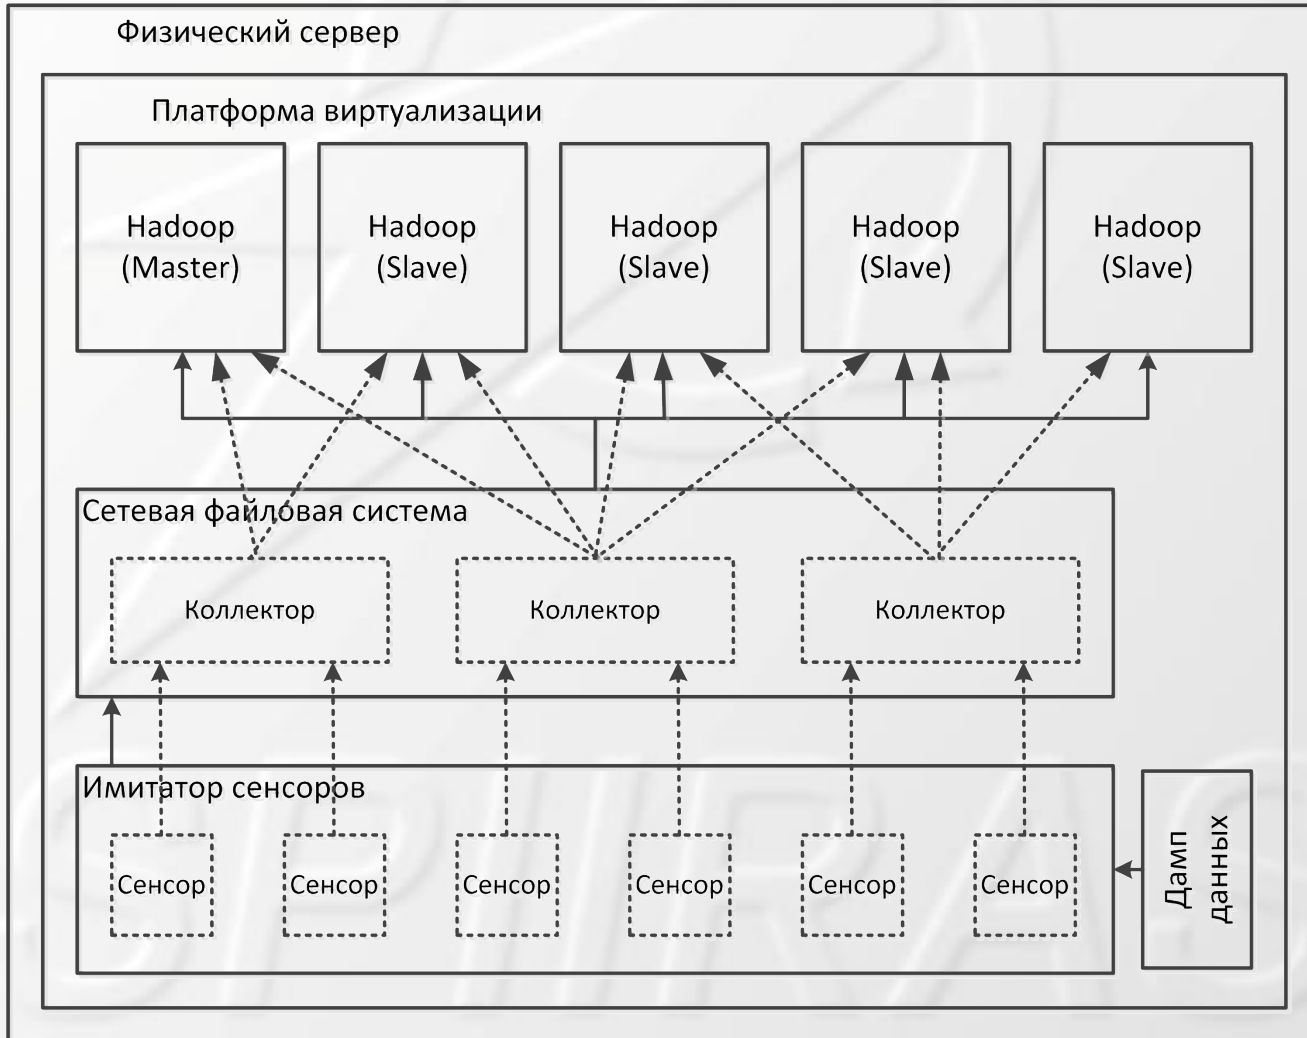 Физический сервер
Платформа виртуализации
Hadoop
(Master)
Hadoop
(Slave)
Hadoop
(Slave)
Hadoop
(Slave)
Hadoop
(Slave)
Сетевая файловая система
Коллектор
Коллектор
Коллектор
Имитатор сенсоров
Сенсор
Сенсор
Сенсор
Сенсор
Сенсор
Сенсор
Дамп
данных
SPIIRAS